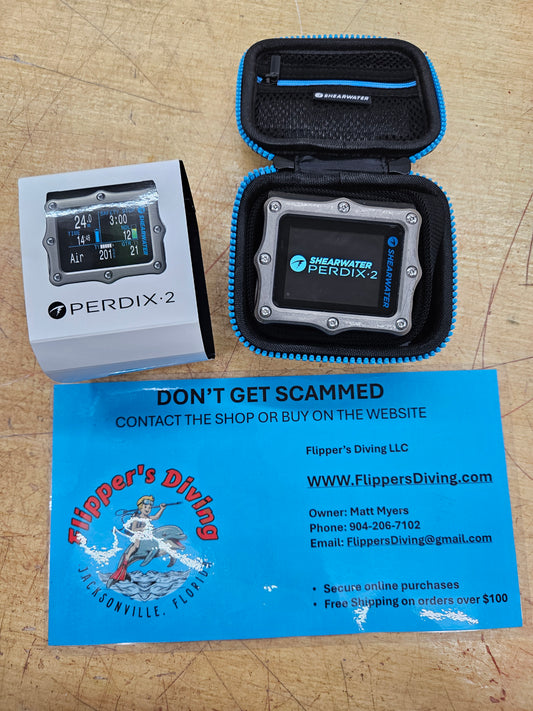 SHEARWATER
24.0
3:00
TIME
14:48
12
21
Air
201
SHEARWATER
PERDIX·2
SHEARWATER
PERDIX·2
SHEARWATER
DON'T GET SCAMMED
CONTACT THE SHOP OR BUY ON THE WEBSITE
Flipper's Diving LLC
WWW.FlippersDiving.com
Owner: Matt Myers
Phone: 904-206-7102
Email: FlippersDiving@gmail.com
• Secure online purchases
• Free Shipping on orders over $100
Flipper's Diving
JACKSONVILLE, FLORIDA